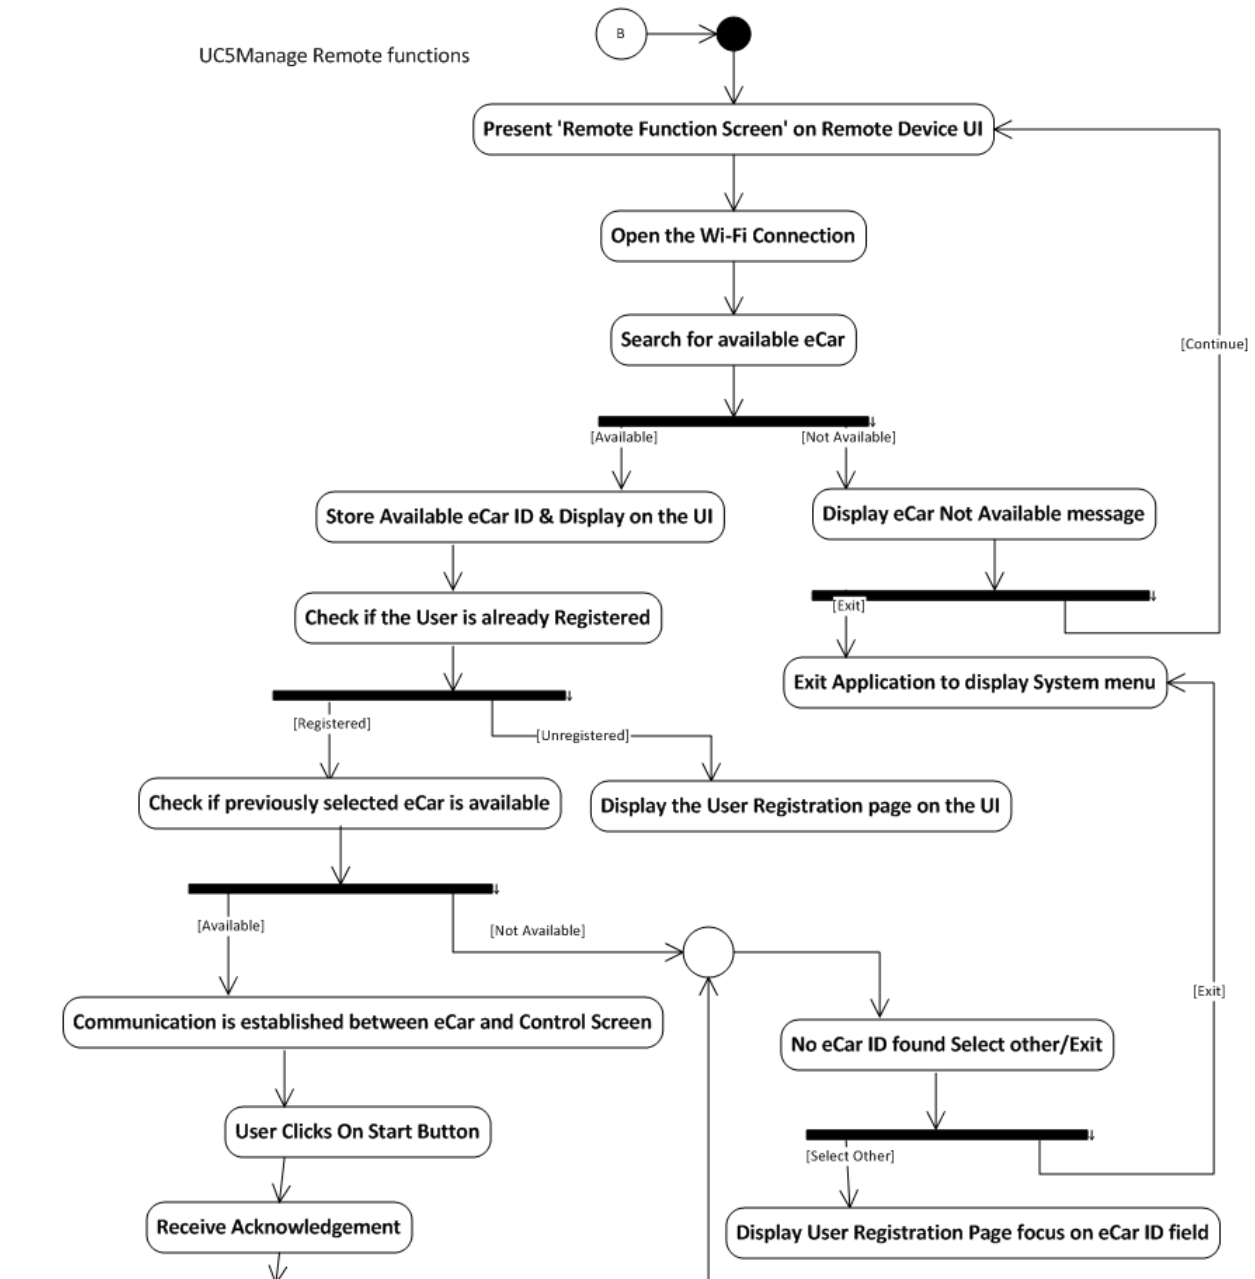 B
UC5Manage Remote functions
Present 'Remote Function Screen' on Remote Device UI
Open the Wi-Fi Connection
Search for available eCar
[Continue]
[Available]
[Not Available]
Store Available eCar ID & Display on the UI
Display eCar Not Available message
Check if the User is already Registered
[Exit]
Exit Application to display System menu
[Registered]
[Unregistered]
Check if previously selected eCar is available
Display the User Registration page on the UI
[Available]
[Not Available]
[Exit]
Communication is established between eCar and Control Screen
No eCar ID found Select other/Exit
User Clicks On Start Button
[Select Other]
Receive Acknowledgement
Display User Registration Page focus on eCar ID field